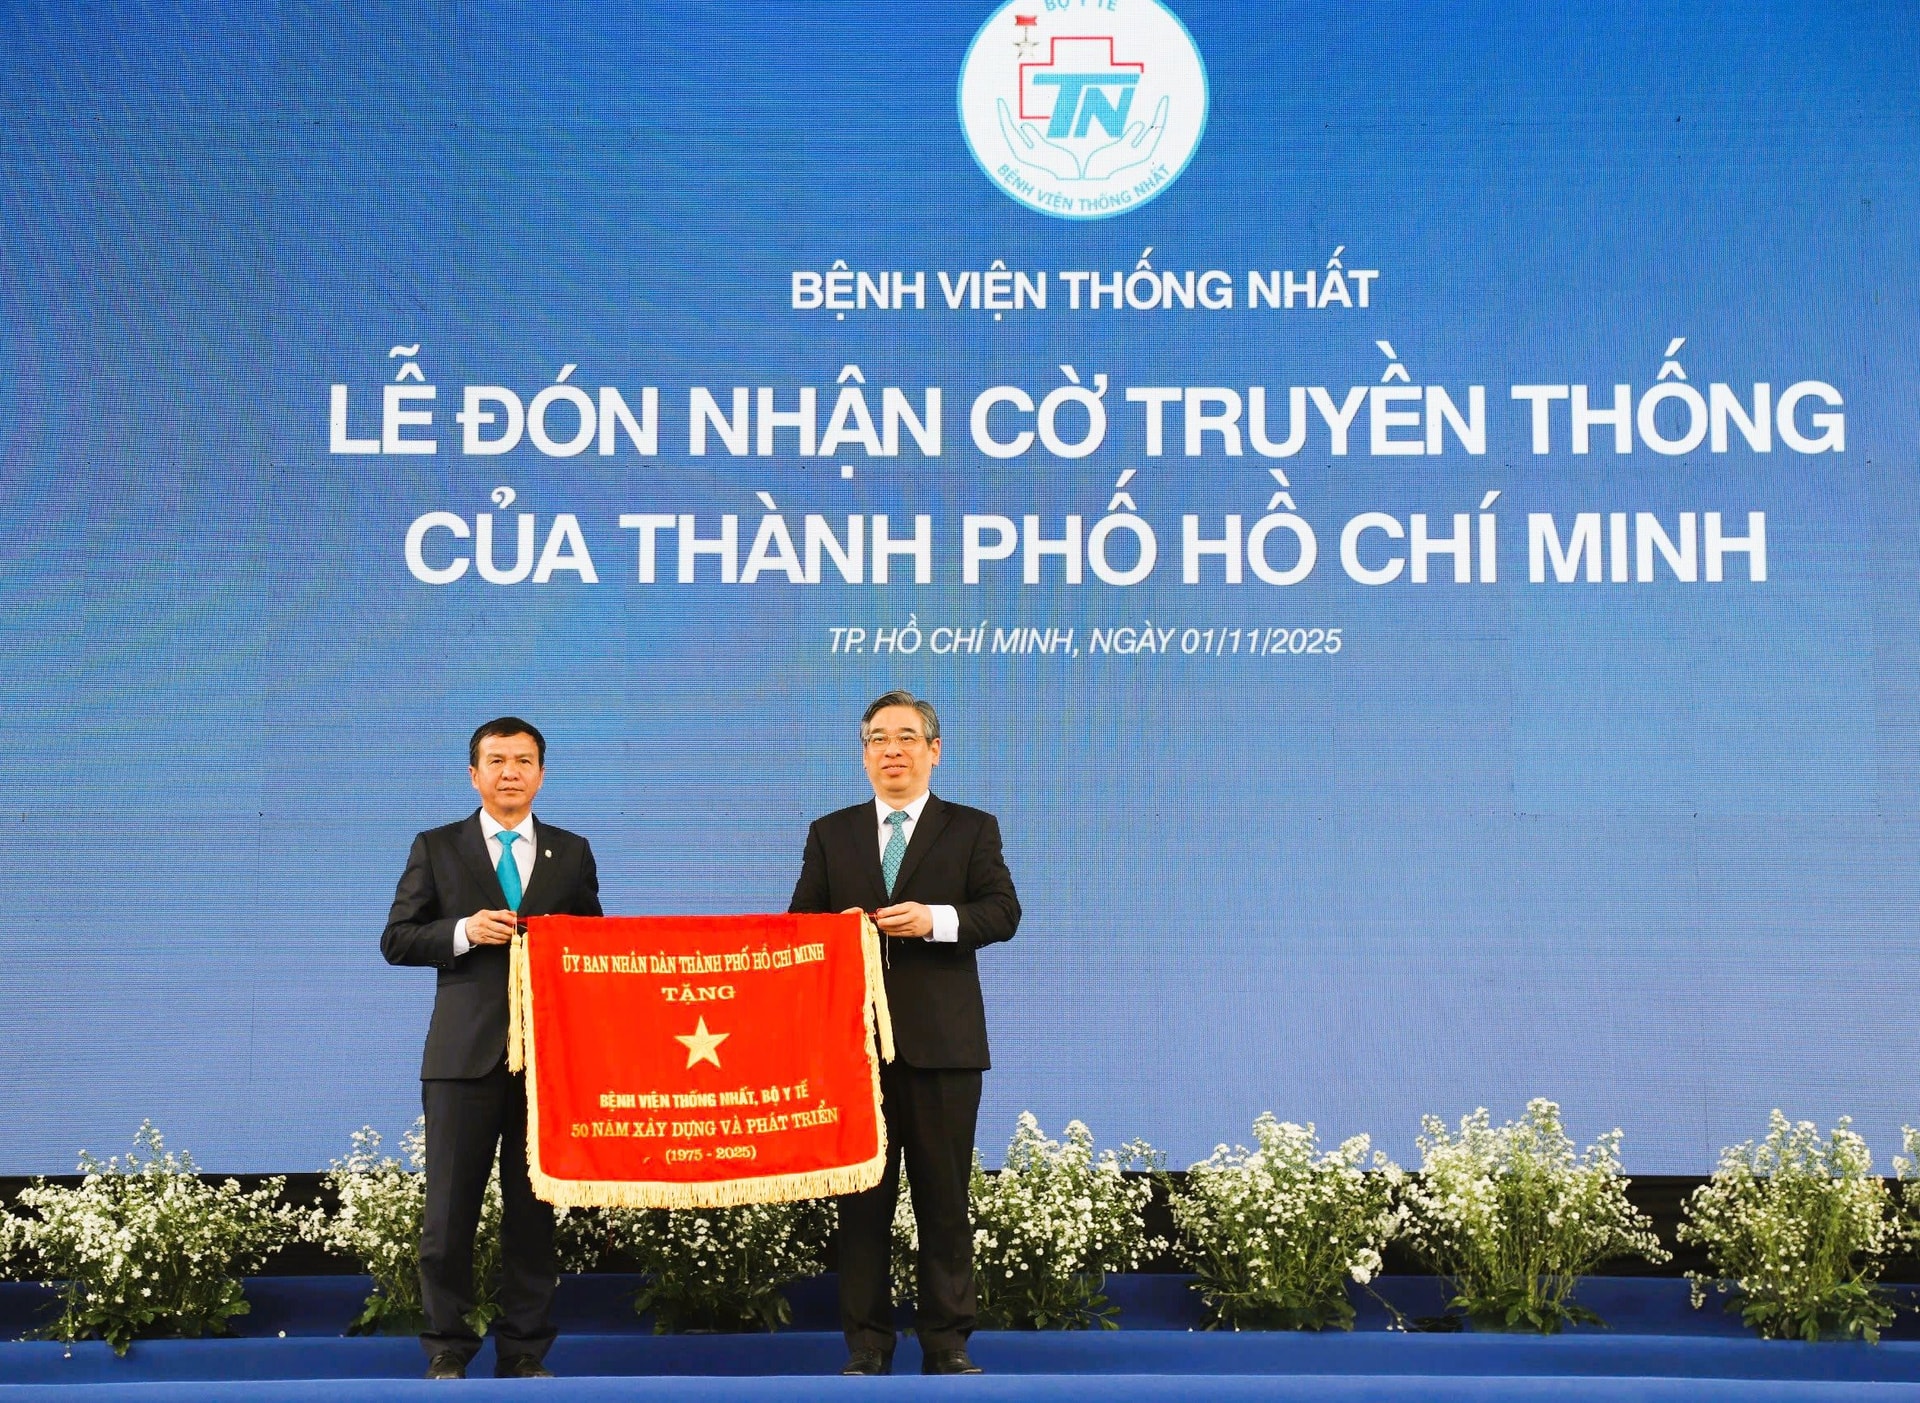 BỘ Y TẾ
TN
BỆNH VIỆN THỐNG NHẤT
BỆNH VIỆN THỐNG NHẤT
LỄ ĐÓN NHẬN CỜ TRUYỀN THỐNG
CỦA THÀNH PHỐ HỒ CHÍ MINH
TP. HỒ CHÍ MINH, NGÀY 01/11/2025
ỦY BAN NHÂN DÂN THÀNH PHỐ HỒ CHÍ MINH
TẶNG
BỆNH VIỆN THỐNG NHẤT, BỘ Y TẾ
50 NĂM XÂY DỰNG VÀ PHÁT TRIỂN
(1975 - 2025)